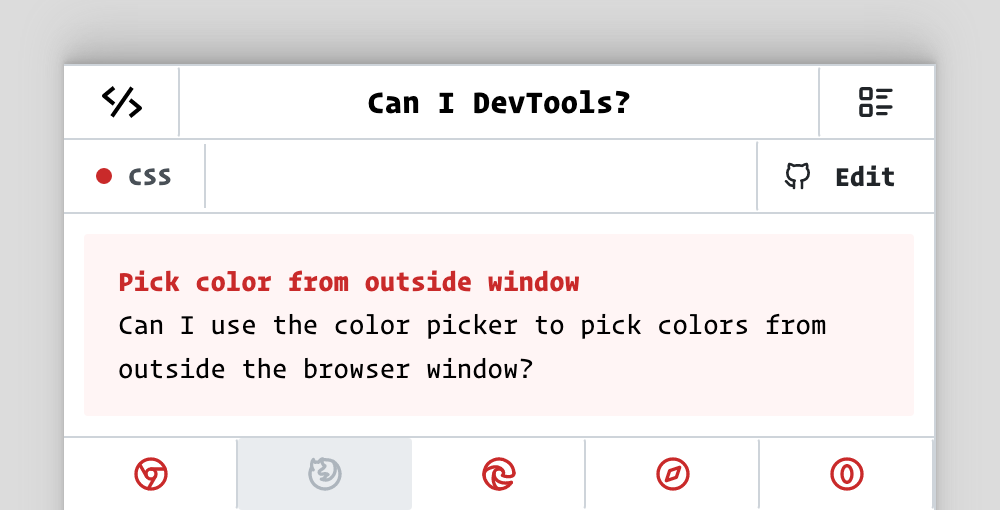 Can I DevTools?
CSS
Edit
Pick color from outside window
Can I use the color picker to pick colors from
outside the browser window?